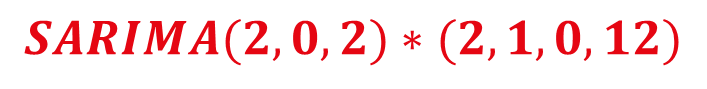 SARIMA(2, 0, 2) * (2, 1, 0, 12)